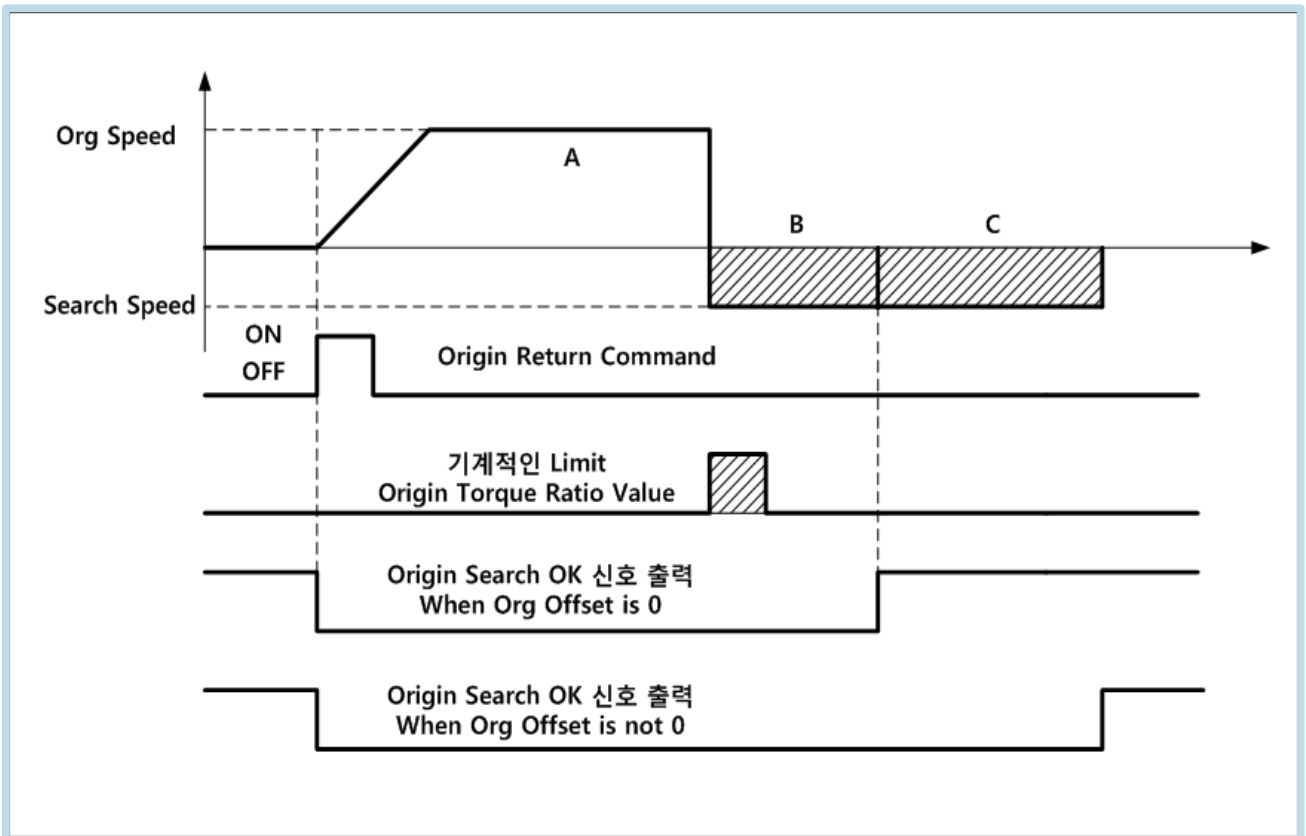 Org Speed
A
B
C
Search Speed
ON
OFF
Origin Return Command
기계적인 Limit
Origin Torque Ratio Value
Origin Search OK 신호 출력
When Org Offset is 0
Origin Search OK 신호 출력
When Org Offset is not 0